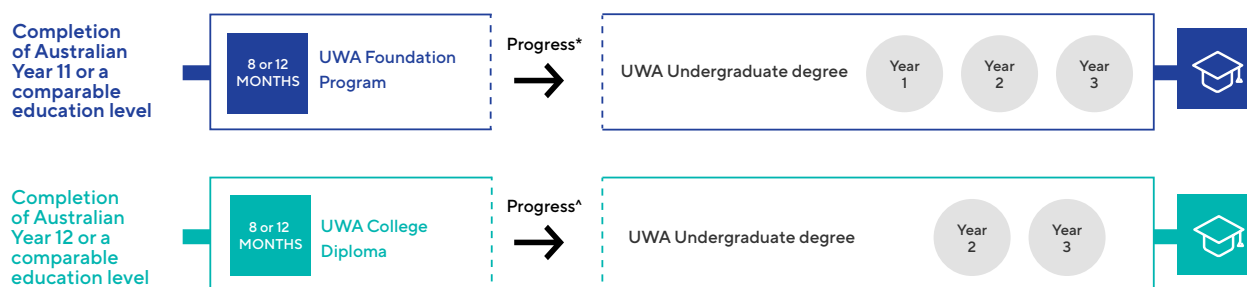 Completion
of Australian
Year 11 or a
comparable
education level
8 or 12
MONTHS
UWA Foundation
Program
Progress*
UWA Undergraduate degree
Year
1
Year
2
Year
3
Completion
of Australian
Year 12 or a
comparable
education level
8 or 12
MONTHS
UWA College
Diploma
Progress^
UWA Undergraduate degree
Year
2
Year
3